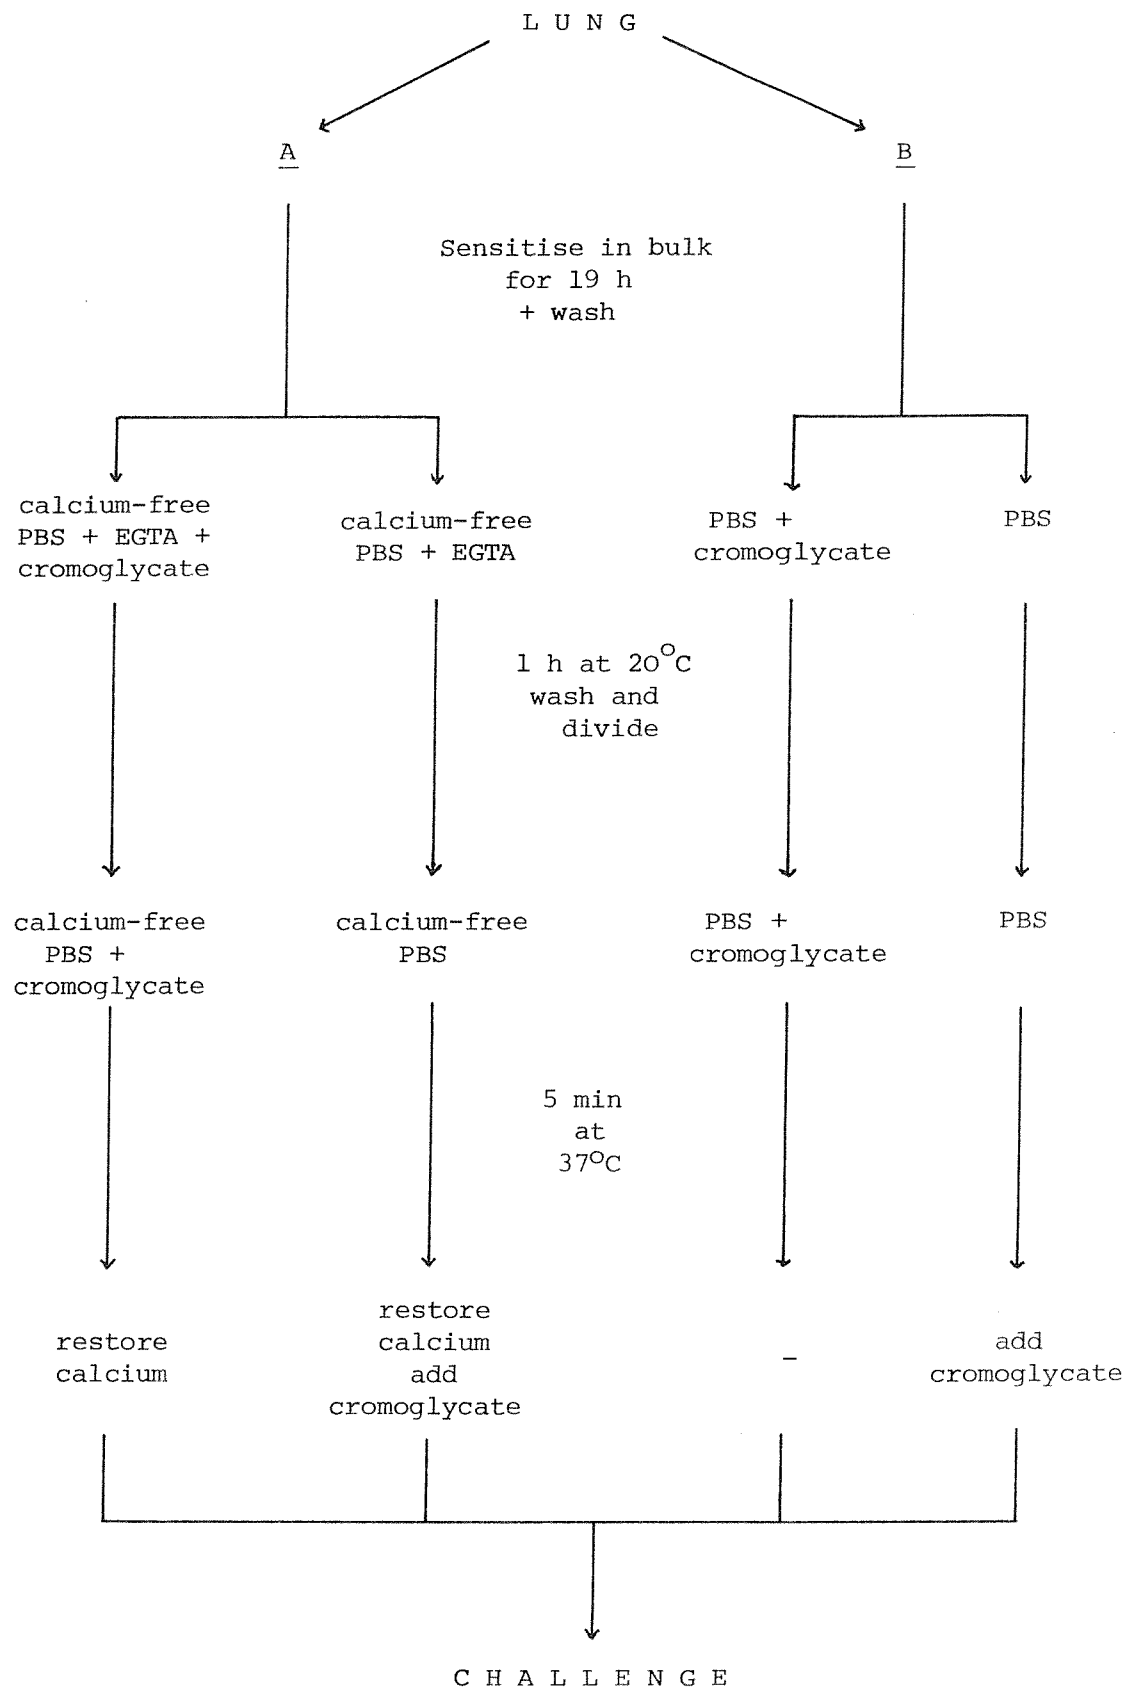 L U N G
A
B
Sensitise in bulk
for 19 h
+ wash
calcium-free
PBS + EGTA +
cromoglycate
calcium-free
PBS + EGTA
PBS +
cromoglycate
PBS
1 h at 20°C
wash and
divide
calcium-free
PBS +
cromoglycate
calcium-free
PBS
PBS +
cromoglycate
PBS
5 min
at
37°C
restore
calcium
restore
calcium
add
cromoglycate
–
add
cromoglycate
C H A L L E N G E